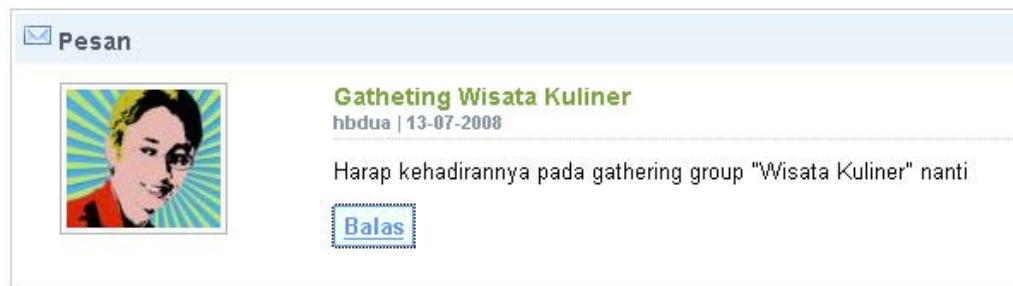 Pesan
Gatheting Wisata Kuliner
hbdua | 13-07-2008
Harap kehadirannya pada gathering group "Wisata Kuliner" nanti
Balas